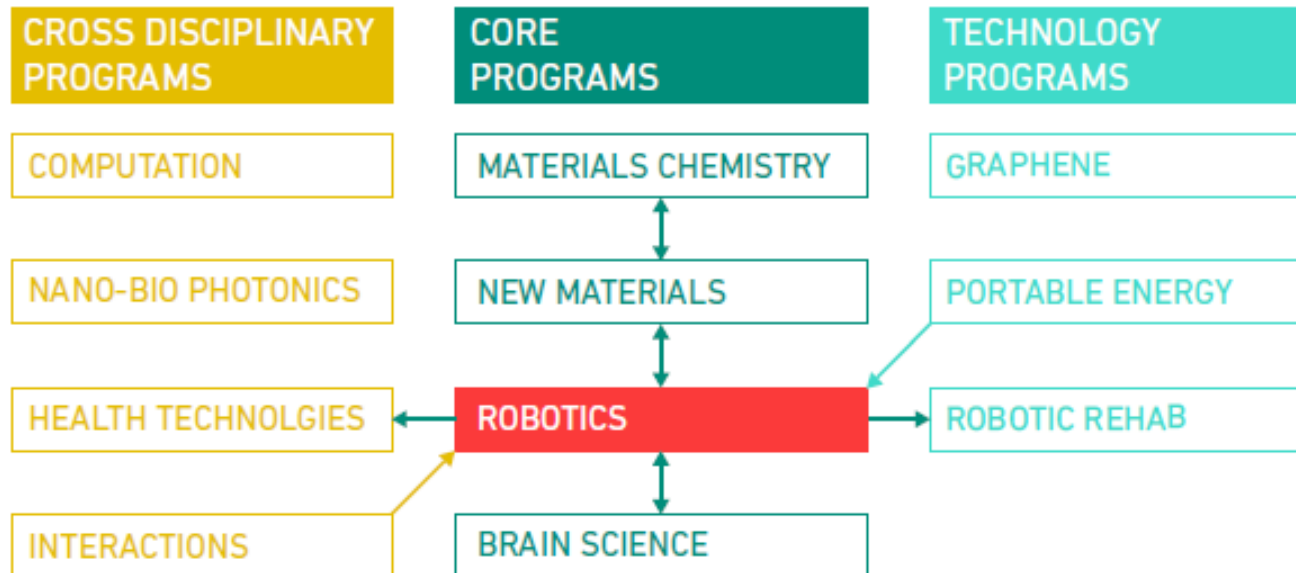 CROSS DISCIPLINARY
PROGRAMS
COMPUTATION
NANO-BIO PHOTONICS
HEALTH TECHNOLGIES
INTERACTIONS
CORE
PROGRAMS
MATERIALS CHEMISTRY
NEW MATERIALS
ROBOTICS
BRAIN SCIENCE
TECHNOLOGY
PROGRAMS
GRAPHENE
PORTABLE ENERGY
ROBOTIC REHAB